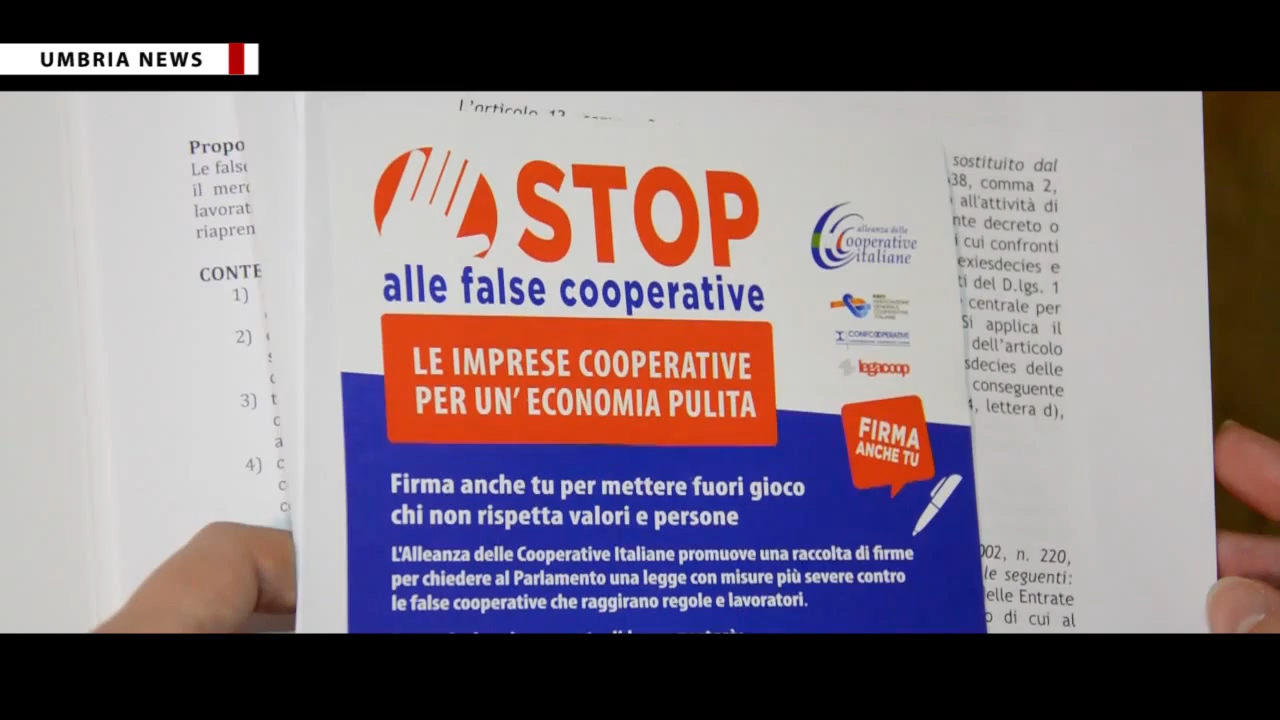 UMBRIA NEWS
L'articolo 12
Propo
Le false
il merc
lavorat
riapren
CONTE
1)
2)
3)
4)
STOP
alle false cooperative
LE IMPRESE COOPERATIVE
PER UN' ECONOMIA PULITA
alleanza delle
Cooperative
italiane
CONFCOOPERATIVE
legacoop
FIRMA
ANCHE TU
Firma anche tu per mettere fuori gioco
chi non rispetta valori e persone
L'Alleanza delle Cooperative Italiane promuove una raccolta di firme
per chiedere al Parlamento una legge con misure più severe contro
le false cooperative che raggirano regole e lavoratori.
sostituito dal
38, comma 2,
all'attività di
nte decreto o
i cui confronti
exiesdecies e
ti del D.lgs. 1
centrale per
Si applica il
dell'articolo
sdecies delle
conseguente
4, lettera d),
002, n. 220,
le seguenti:
elle Entrate
o di cui al